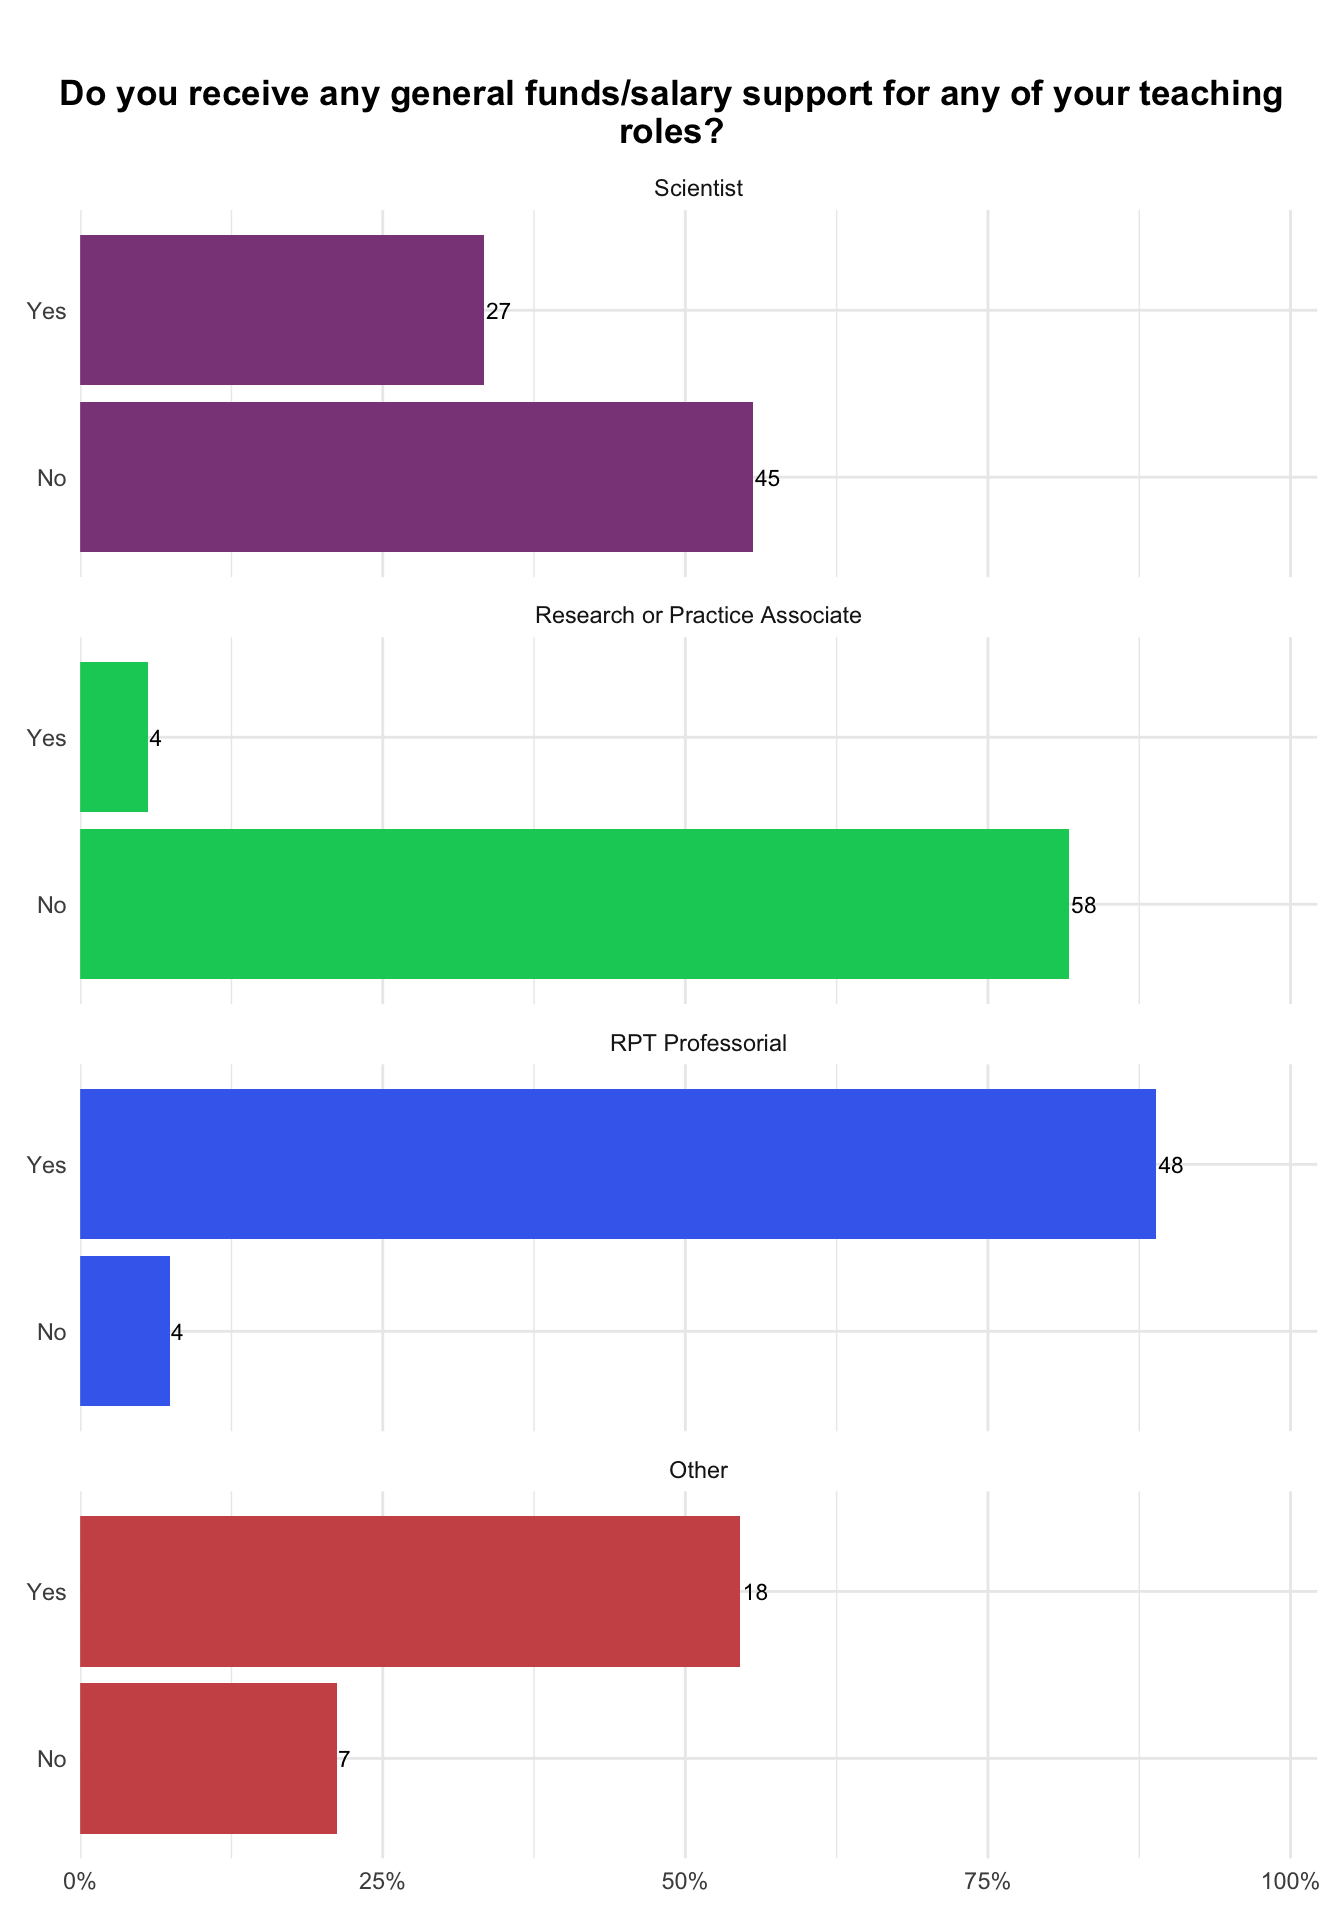 Do you receive any general funds/salary support for any of your teaching
roles?
Scientist
Yes
27
No
45
Research or Practice Associate
Yes
4
No
58
RPT Professorial
Yes
48
No
4
Other
Yes
18
No
7
0%
25%
50%
75%
100%